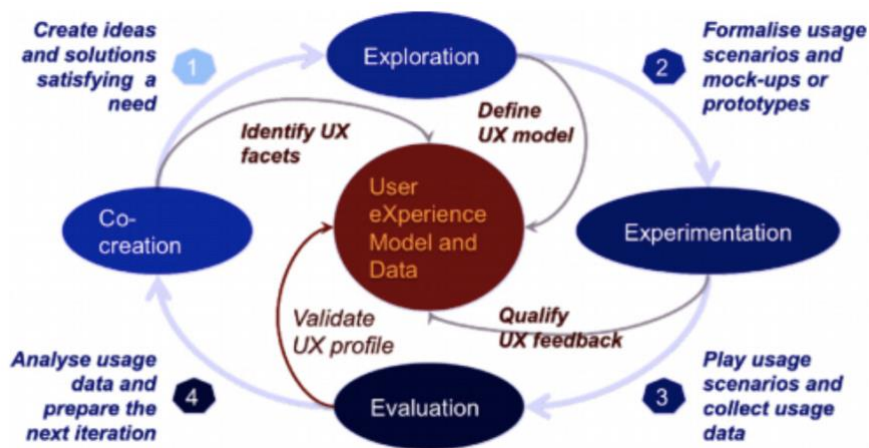 Create ideas
and solutions
satisfying a
need
1
Exploration
2
Formalise usage
scenarios and
mock-ups or
prototypes
Identify UX
facets
Define
UX model
Co-
creation
User
eXperience
Model and
Data
Experimentation
Validate
UX profile
Qualify
UX feedback
Analyse usage
data and
prepare the
next iteration
4
Evaluation
3
Play usage
scenarios and
collect usage
data